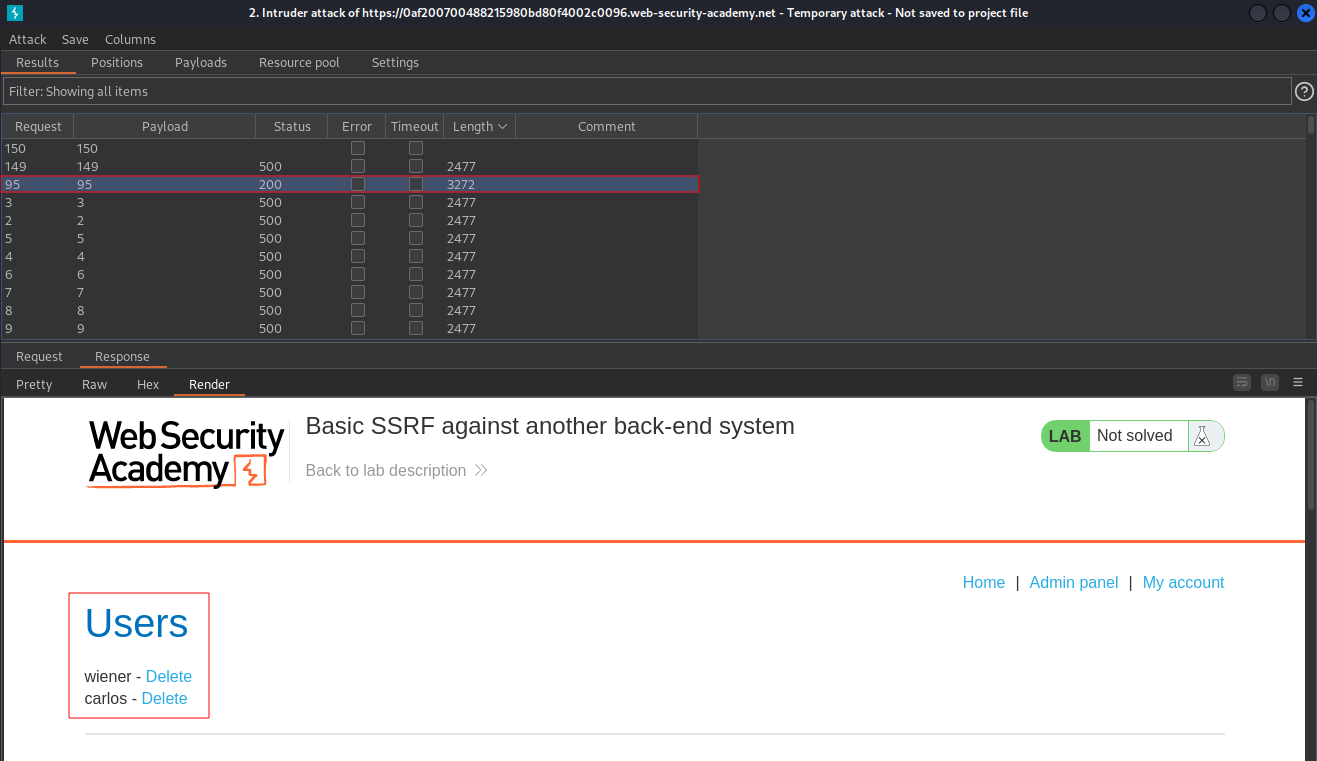 2. Intruder attack of https://0af200700488215980bd80f4002c0096.web-security-academy.net - Temporary attack - Not saved to project file
Attack Save Columns
Results Positions Payloads Resource pool Settings
Filter: Showing all items
?
Request Payload Status Error Timeout Length Comment
150 150
149 149 500 2477
95 95 200 3272
3 3 500 2477
2 2 500 2477
5 5 500 2477
4 4 500 2477
6 6 500 2477
7 7 500 2477
8 8 500 2477
9 9 500 2477
Request Response
Pretty Raw Hex Render \n
Web Security
Academy
Basic SSRF against another back-end system
Back to lab description
LAB Not solved
Home | Admin panel | My account
Users
wiener - Delete
carlos - Delete